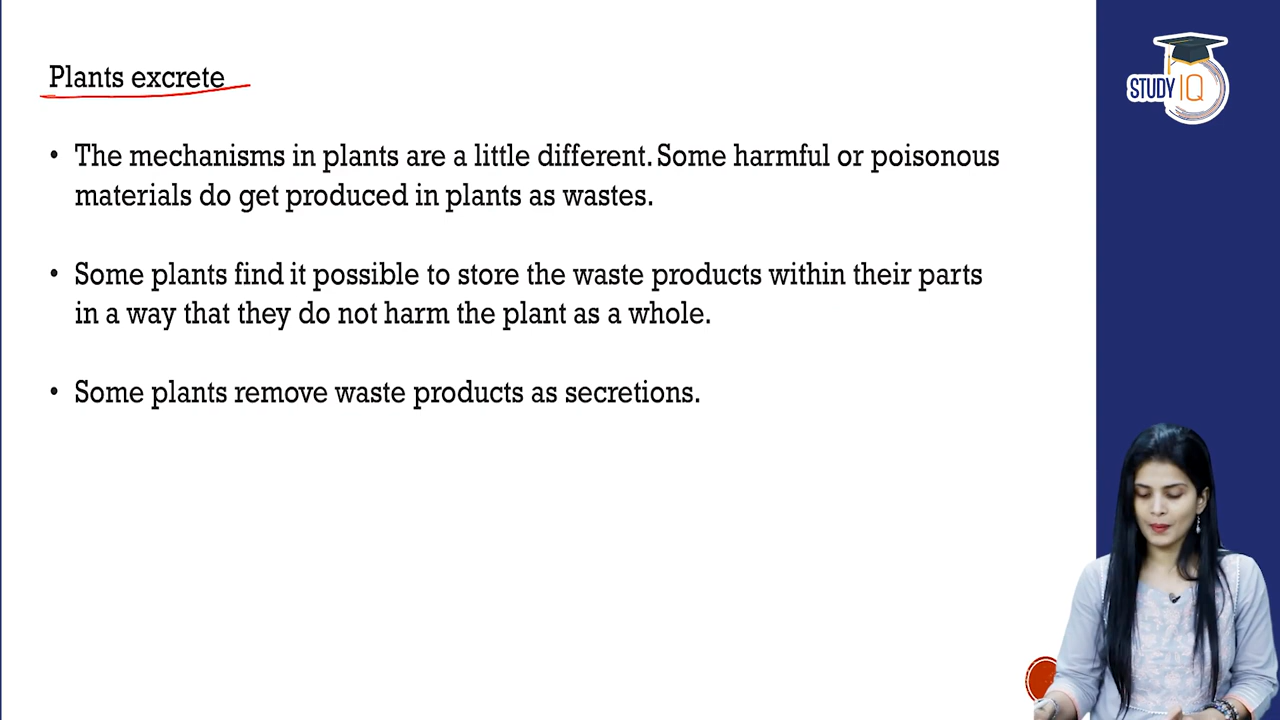 Plants excrete
• The mechanisms in plants are a little different. Some harmful or poisonous
materials do get produced in plants as wastes.
• Some plants find it possible to store the waste products within their parts
in a way that they do not harm the plant as a whole.
• Some plants remove waste products as secretions.
STUDY IQ